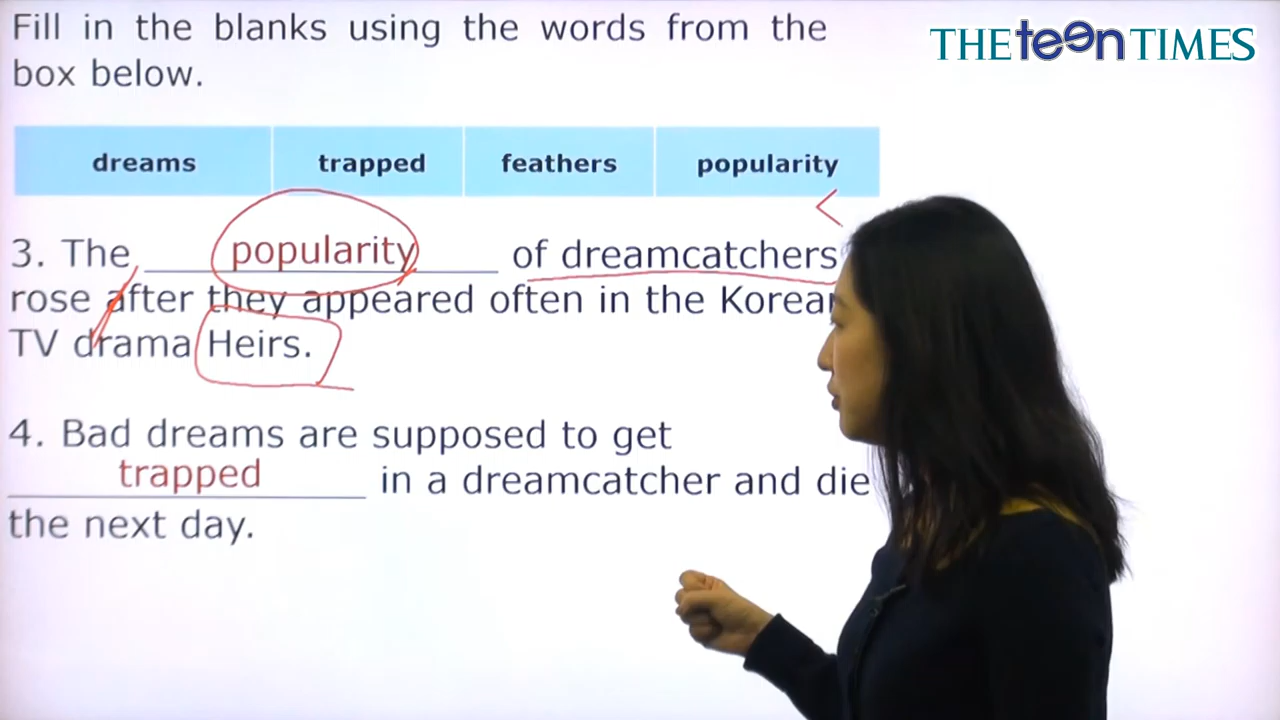 Fill in the blanks using the words from the
THE teen TIMES
box below.
dreams trapped feathers popularity
3. The popularity of dreamcatchers
rose after they appeared often in the Korean
TV drama Heirs.
4. Bad dreams are supposed to get
trapped in a dreamcatcher and die
the next day.